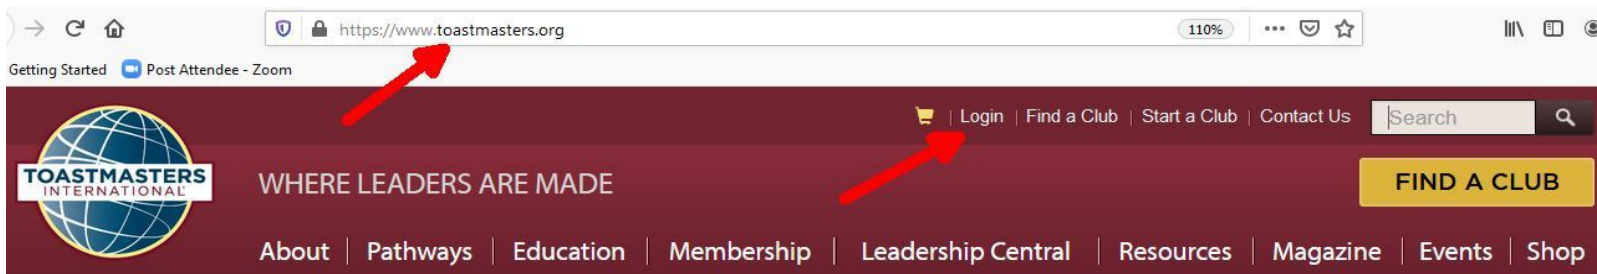 https://www.toastmasters.org 110%
Getting Started Post Attendee - Zoom
Login | Find a Club | Start a Club | Contact Us Search
TOASTMASTERS
INTERNATIONAL
WHERE LEADERS ARE MADE
FIND A CLUB
About | Pathways | Education | Membership | Leadership Central | Resources | Magazine | Events | Shop